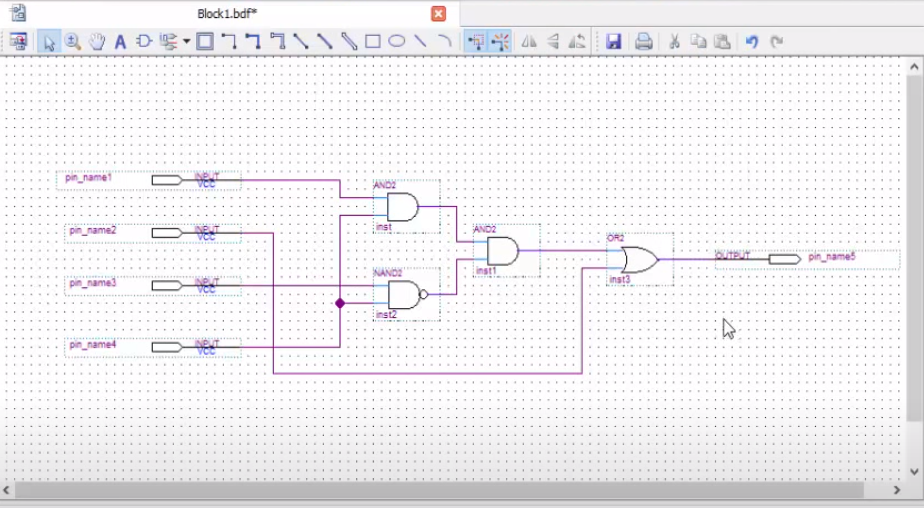 Block1.bdf*
A
pin_name1
INPUT
VCC
pin_name2
INPUT
VCC
pin_name3
INPUT
VCC
pin_name4
INPUT
VCC
AND2
inst
NAND2
inst2
AND2
inst1
OR2
inst3
OUTPUT
pin_name5